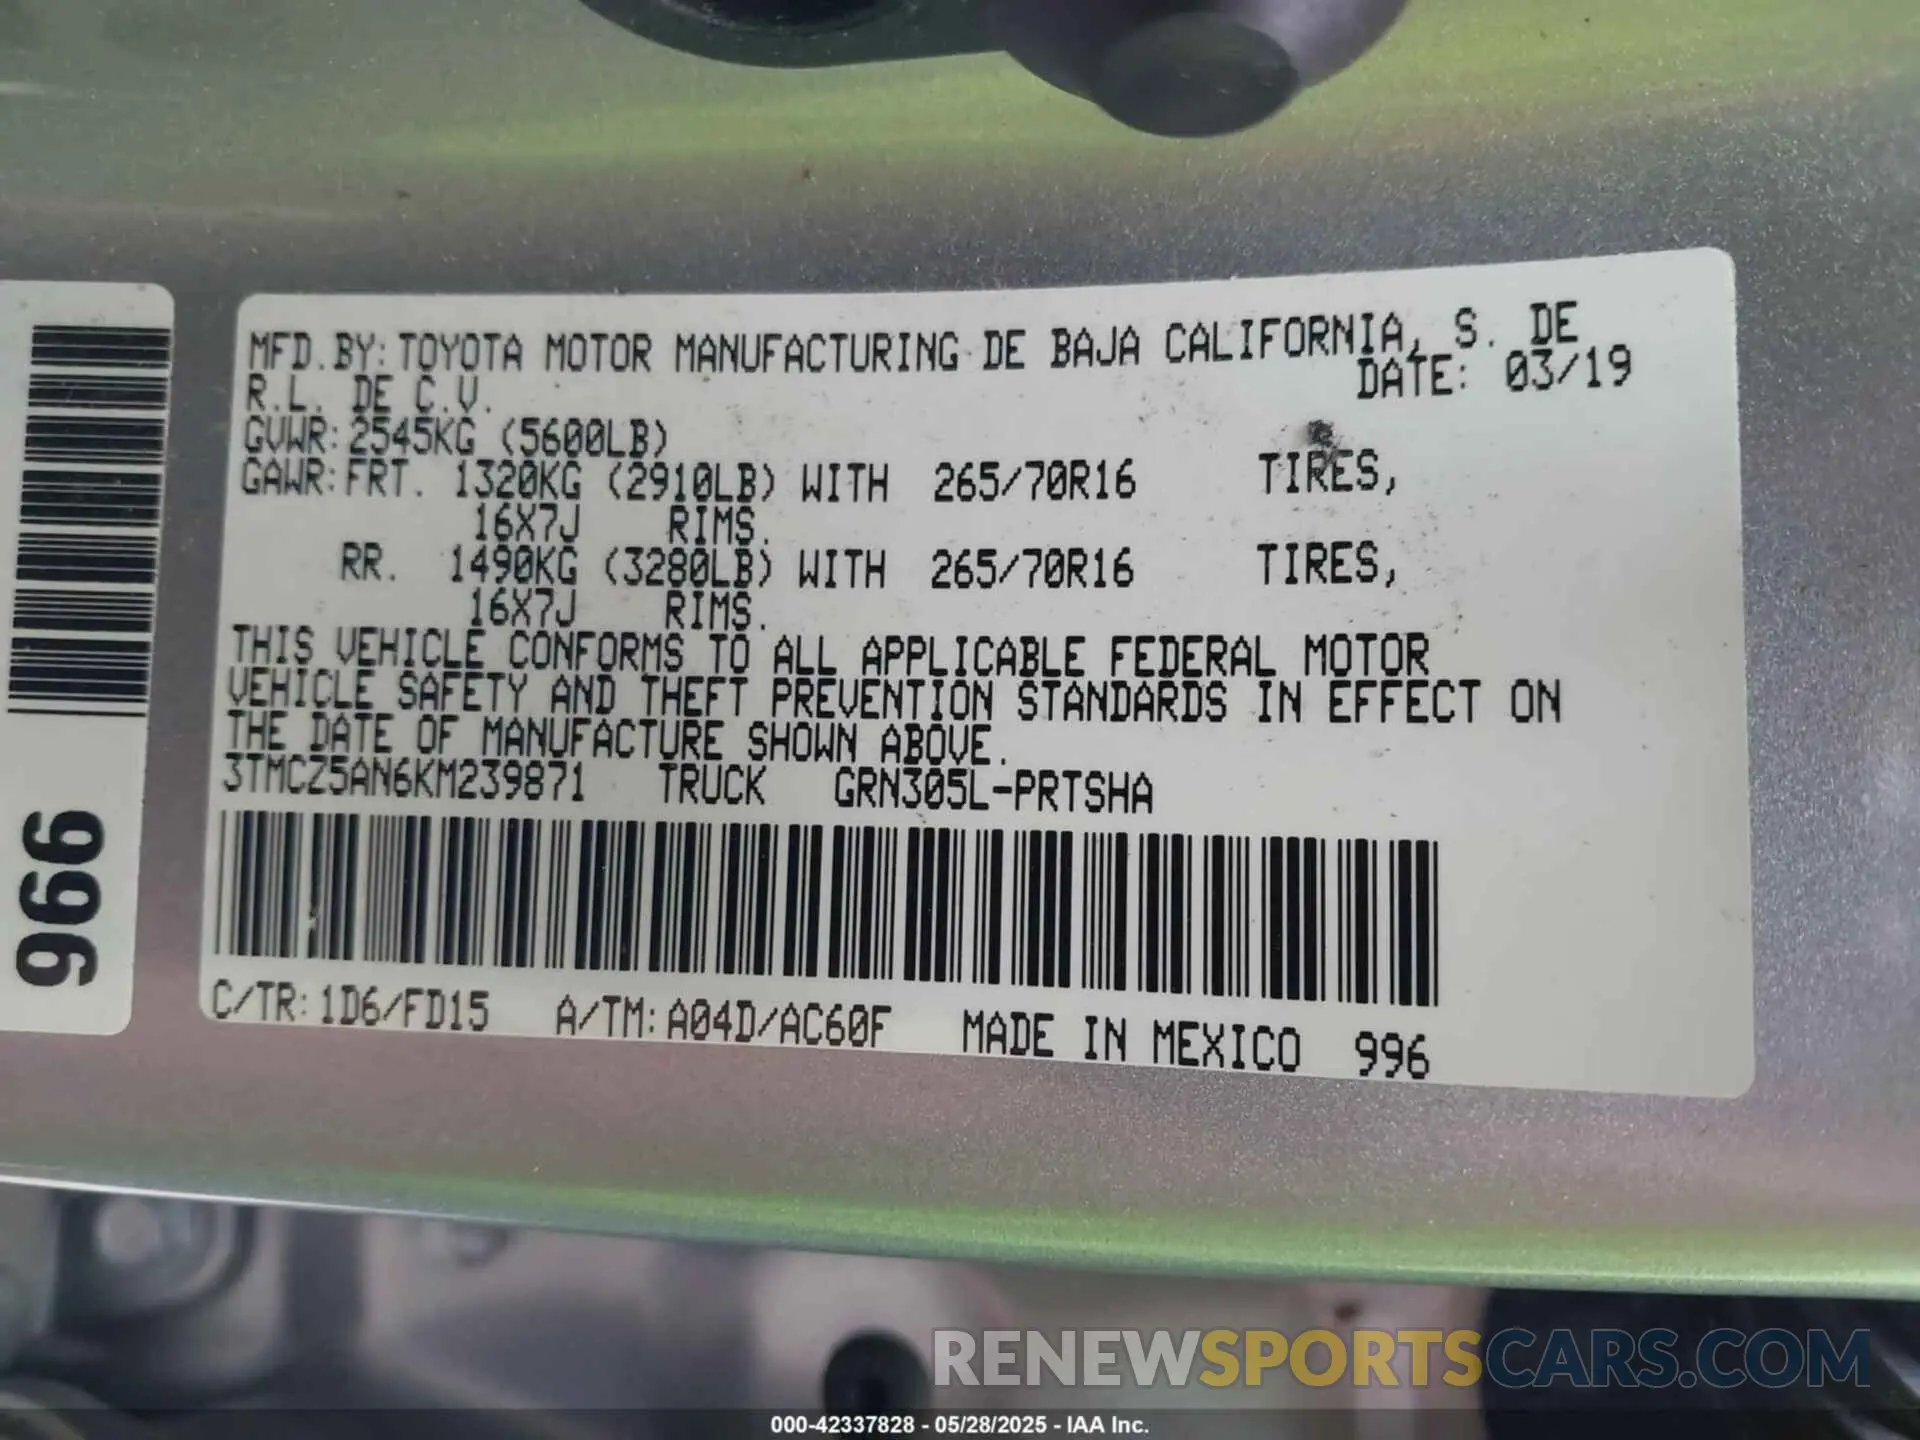 MFD.BY:TOYOTA MOTOR MANUFACTURING DE BAJA CALIFORNIA, S. DE
R.L. DE C.V. DATE: 03/19
GVWR:2545KG (5600LB)
GAWR:FRT. 1320KG (2910LB) WITH 265/70R16 TIRES,
16X7J RIMS.
RR. 1490KG (3280LB) WITH 265/70R16 TIRES,
16X7J RIMS.
THIS VEHICLE CONFORMS TO ALL APPLICABLE FEDERAL MOTOR
VEHICLE SAFETY AND THEFT PREVENTION STANDARDS IN EFFECT ON
THE DATE OF MANUFACTURE SHOWN ABOVE.
3TMCZ5AN6KM239871 TRUCK GRN305L-PRTSHA
C/TR:1D6/FD15 A/TM:A04D/AC60F MADE IN MEXICO 996
996
RENEWSPORTSCARS.COM
000-42337828 - 05/28/2025 - IAA Inc.